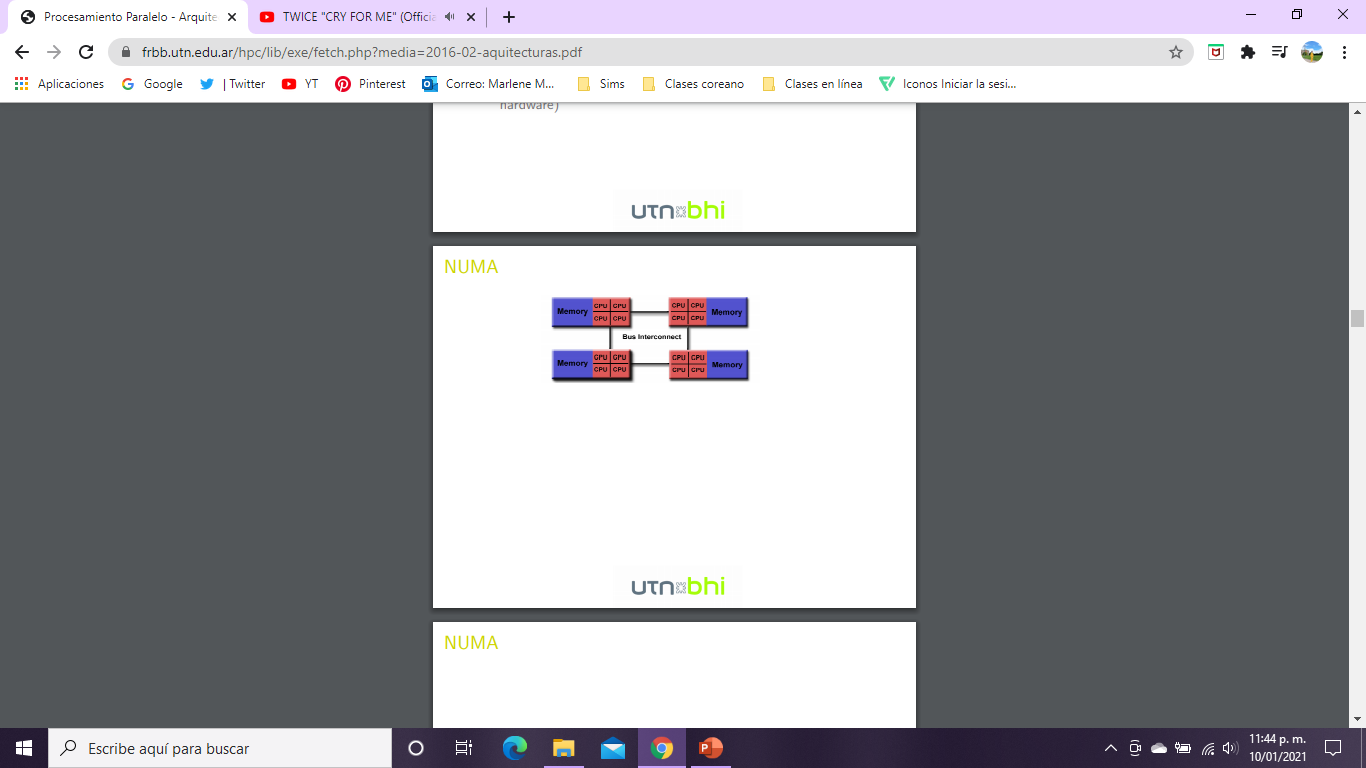 Procesamiento Paralelo - Arquite
TWICE "CRY FOR ME" (Officia
frbb.utn.edu.ar/hpc/lib/exe/fetch.php?media=2016-02-aquitecturas.pdf
Aplicaciones Google | Twitter YT Pinterest Correo: Marlene M... Sims Clases coreano Clases en línea Iconos Iniciar la sesi...
hardware)
utn bhi
NUMA
Memory CPU CPU CPU CPU Memory
CPU CPU CPU CPU
Bus Interconnect
Memory CPU CPU CPU CPU Memory
CPU CPU CPU CPU
utn bhi
NUMA
Escribe aquí para buscar
11:44 p. m.
10/01/2021